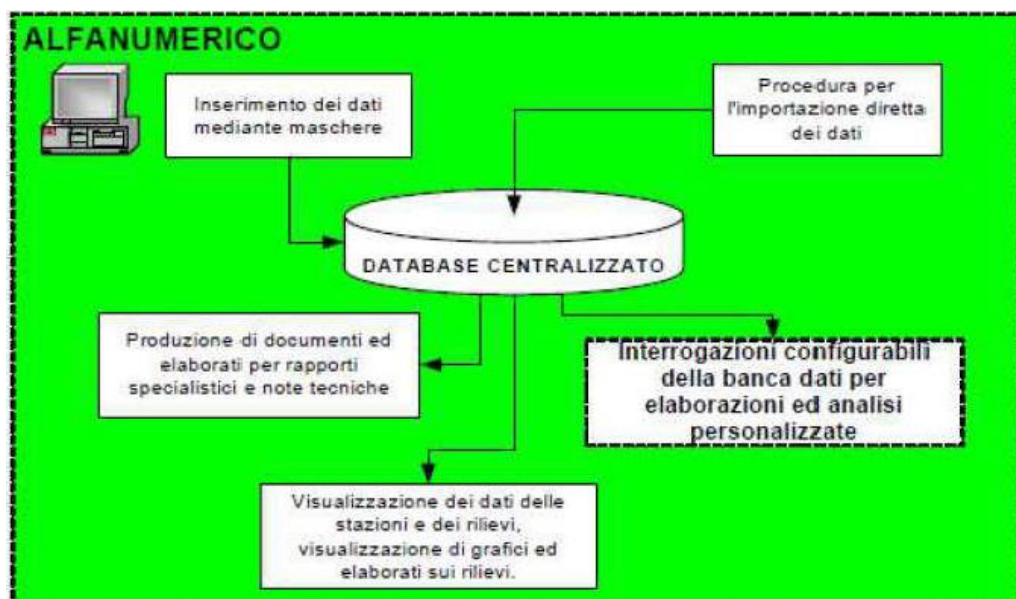 ALFANUMERICO
Inserimento dei dati
mediante maschere
Procedura per
l'importazione diretta
dei dati
DATABASE CENTRALIZZATO
Produzione di documenti ed
elaborati per rapporti
specialistici e note tecniche
Interrogazioni configurabili
della banca dati per
elaborazioni ed analisi
personalizzate
Visualizzazione dei dati delle
stazioni e dei rilievi,
visualizzazione di grafici ed
elaborati sui rilievi.